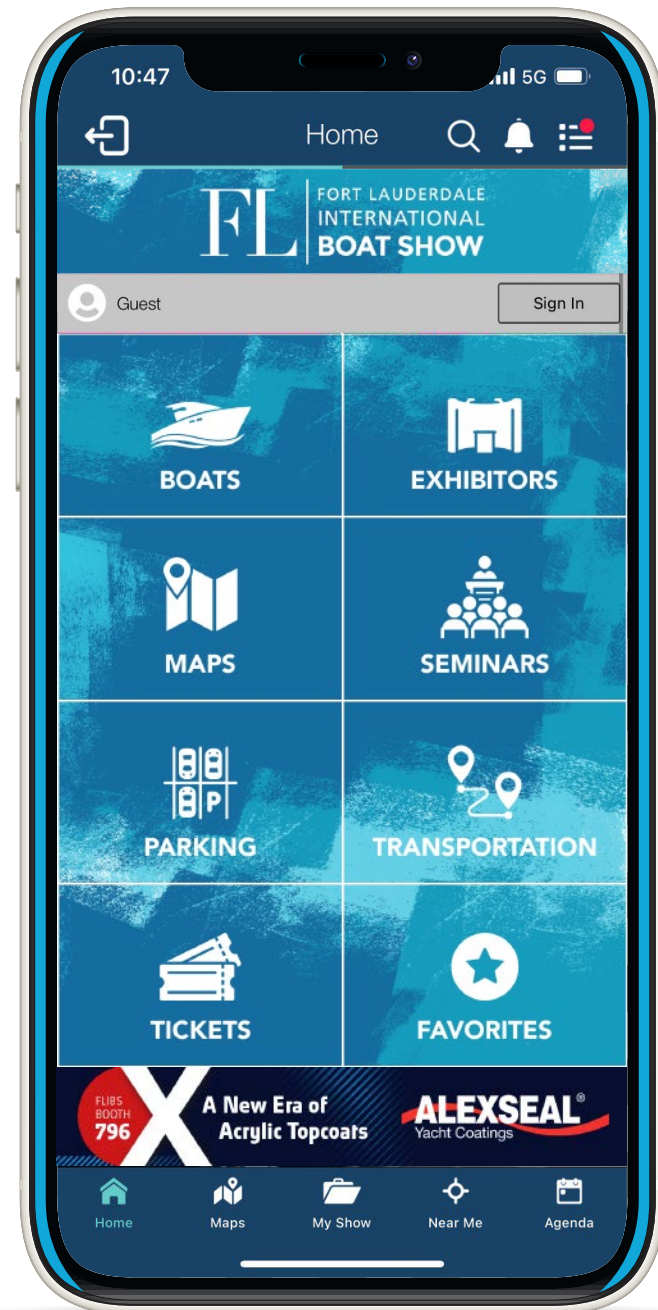 10:47
5G
Home
FL
FORT LAUDERDALE
INTERNATIONAL
BOAT SHOW
Guest
Sign In
BOATS
EXHIBITORS
MAPS
SEMINARS
P
PARKING
TRANSPORTATION
TICKETS
FAVORITES
FLIBS
BOOTH
796
X
A New Era of
Acrylic Topcoats
ALEXSEAL®
Yacht Coatings
Home
Maps
My Show
Near Me
Agenda